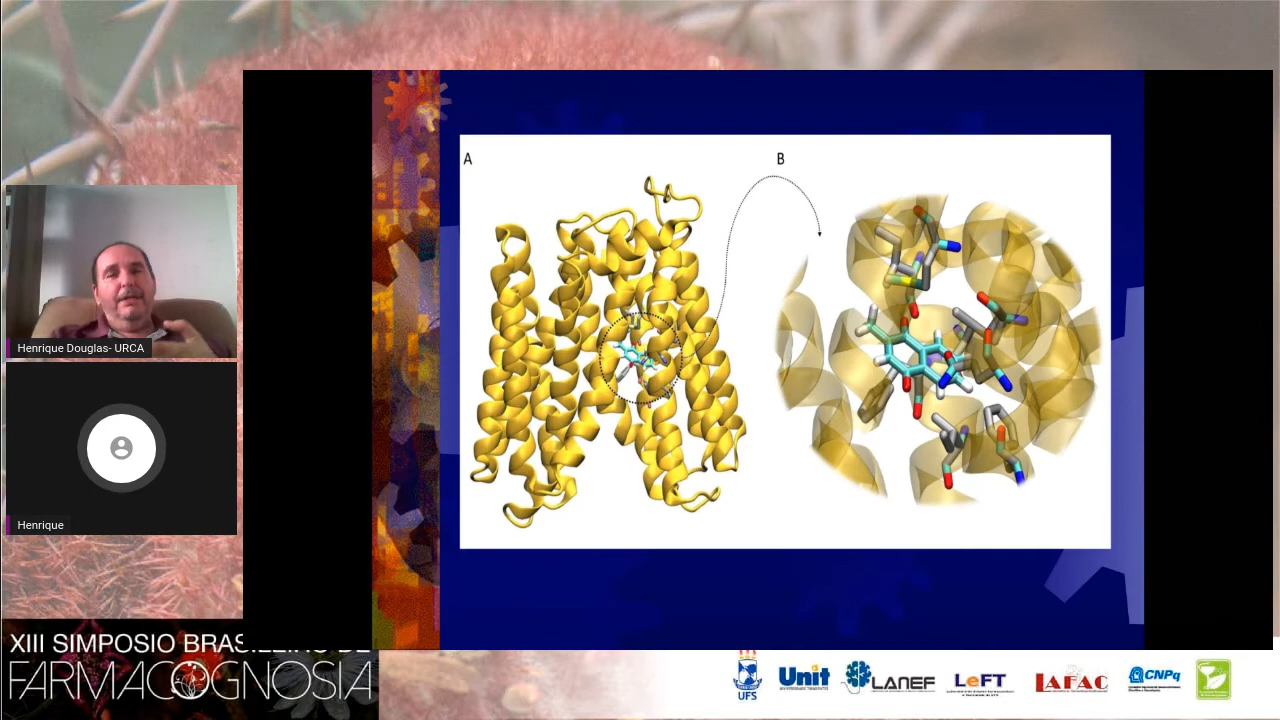 A
B
Henrique Douglas- URCA
Henrique
XIII SIMPOSIO BRASILEIRO DE
FARMACOGNOSIA
UFS
Unit
LANEF
LeFT
LAFAC
CNPq